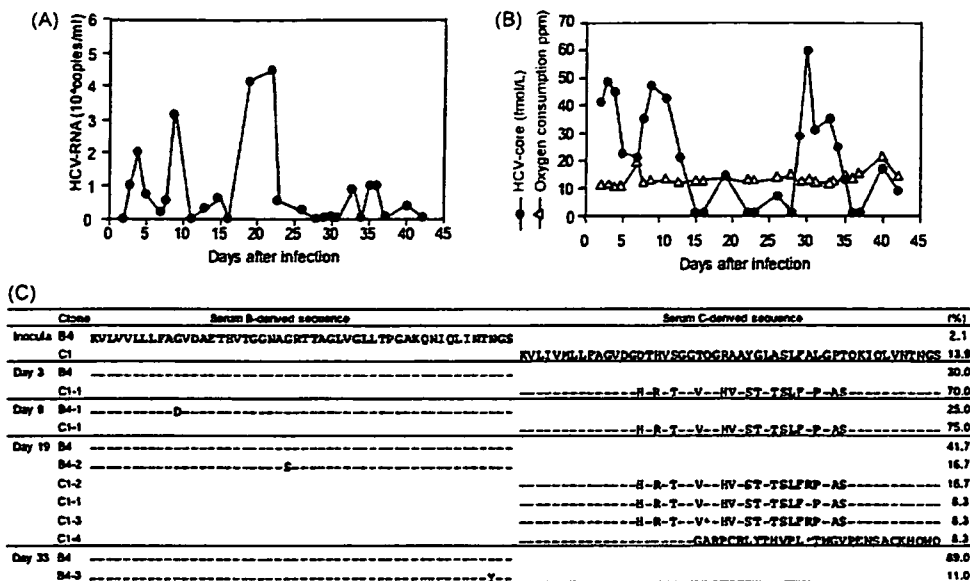 (A)
HCV-RNA (10⁴copies/ml)
6
5
4
3
2
1
0
0 5 10 15 20 25 30 35 40 45
Days after infection
(B)
HCV-core (fmol/L)
Oxygen consumption ppm
70
60
50
40
30
20
10
0
0 5 10 15 20 25 30 35 40 45
Days after infection
(C)
Clone Serum B-derived sequence Serum C-derived sequence (%)
Inocula B4 KVLVVLLLFAGVDAETHVTGGNAGRTTAGLVGLLTPGAKQNIQLINTNGS 2.1
C1 KVLIVMLLFAGVDGDTHVSGGTQGRAAYGLASLFALGPTQKIQLVNTNGS 13.9
Day 3 B4 30.0
C1-1 H-R-T---V--HV-ST-TSLF-P-AS 70.0
Day 9 B4-1 D 25.0
C1-1 H-R-T---V--HV-ST-TSLF-P-AS 75.0
Day 19 B4 41.7
B4-2 S 16.7
C1-2 H-R-T---V--HV-ST-TSLFRP-AS 16.7
C1-1 H-R-T---V--HV-ST-TSLF-P-AS 8.3
C1-3 H-R-T---V*-HV-ST-TSLFRP-AS 8.3
C1-4 8.3
Day 33 B4 89.0
B4-3 Y 11.0